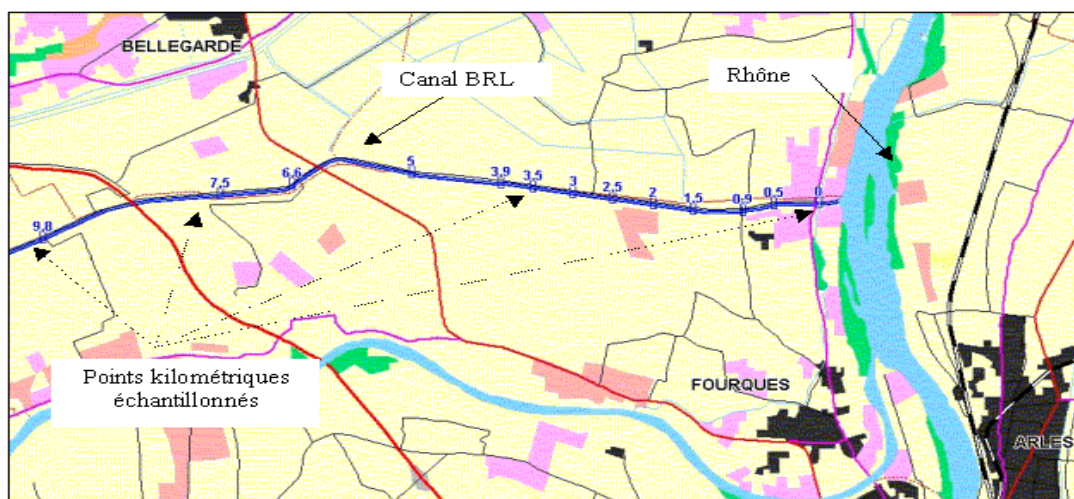 BELLEGARDE
Canal BRL
Rhône
9,8
7,5
6,6
5
3,9
3,5
3
2,5
2
1,5
0,9
0,5
0
Points kilométriques
échantillonnés
FOURQUES
ARLES